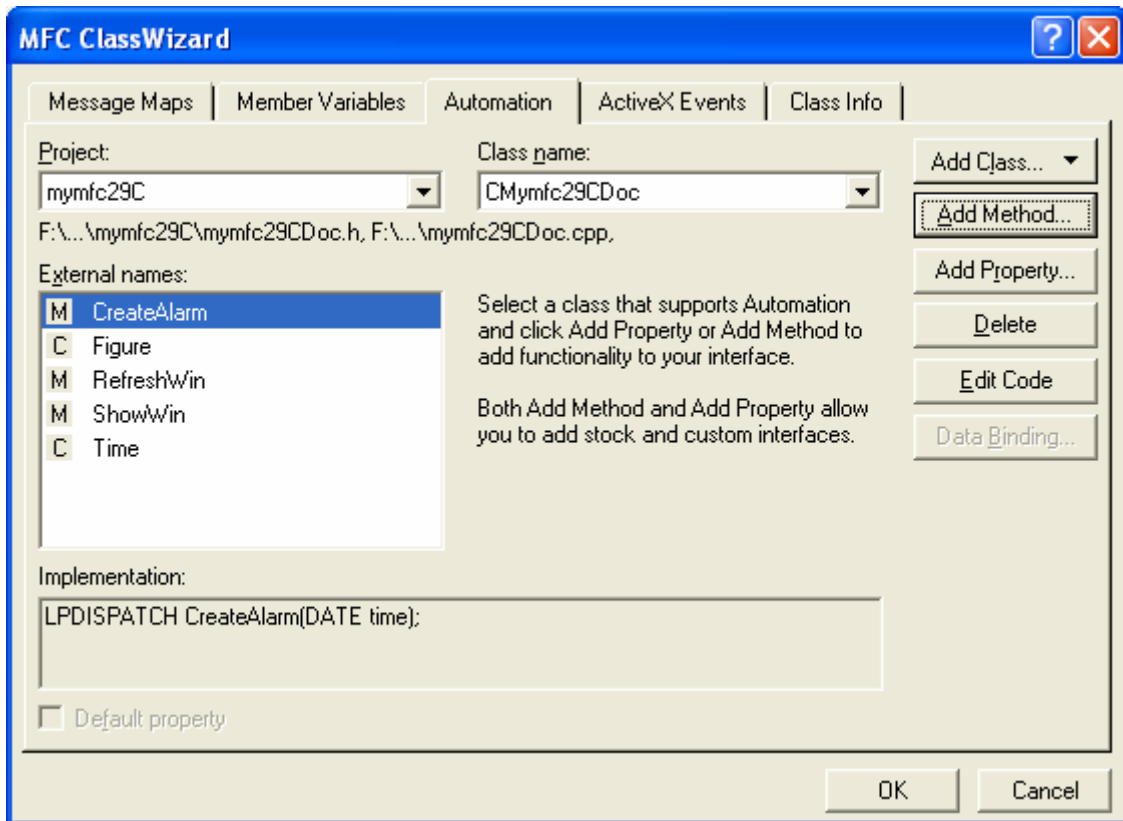 MFC ClassWizard
Message Maps
Member Variables
Automation
ActiveX Events
Class Info
Project:
Class name:
mymfc29C
CMymfc29CDoc
F:\...\mymfc29C\mymfc29CDoc.h, F:\...\mymfc29CDoc.cpp,
Add Class...
Add Method...
Add Property...
Delete
Edit Code
Data Binding...
External names:
M CreateAlarm
C Figure
M RefreshWin
M ShowWin
C Time
Select a class that supports Automation
and click Add Property or Add Method to
add functionality to your interface.
Both Add Method and Add Property allow
you to add stock and custom interfaces.
Implementation:
LPDISPATCH CreateAlarm(DATE time);
Default property
OK
Cancel